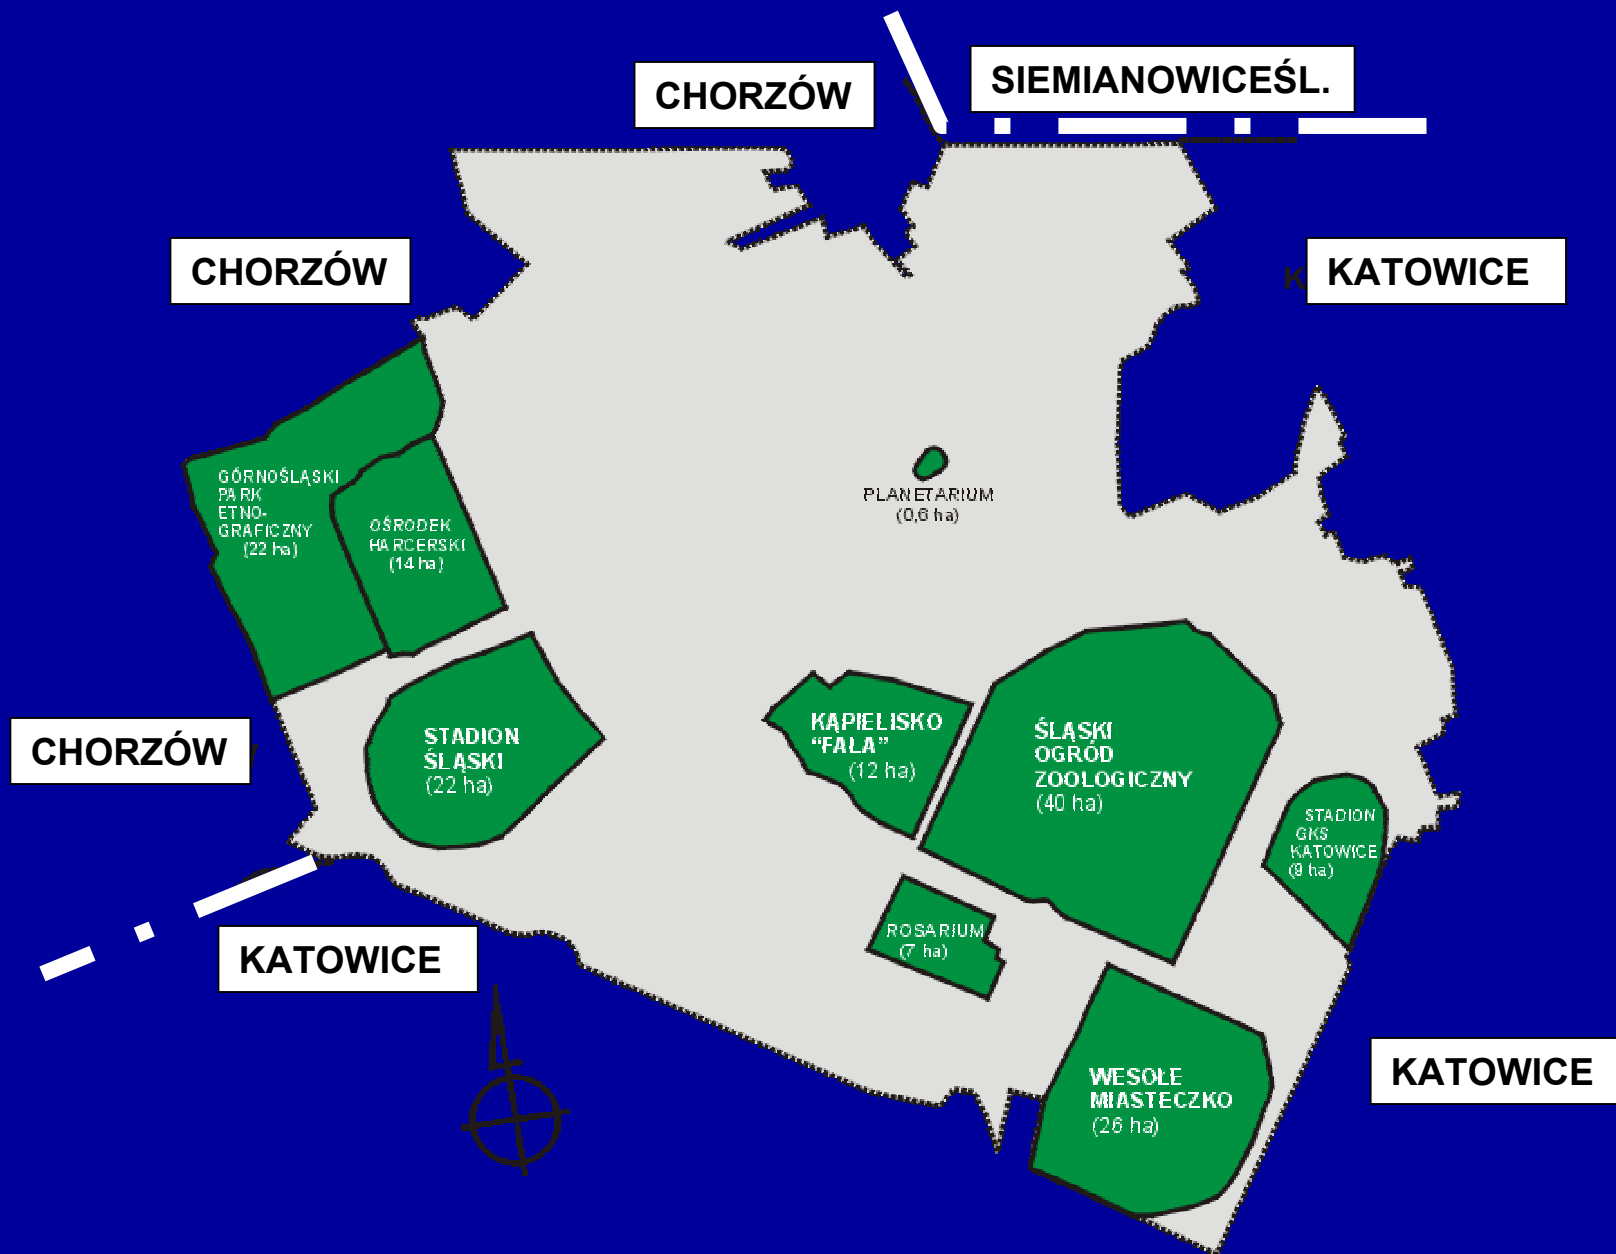 CHORZÓW
SIEMIANOWICEŚL.
CHORZÓW
KATOWICE
GÓRNOŚLĄSKI
PARK
ETNO-
GRAFICZNY
(22 ha)
OŚRODEK
HARCERSKI
(14 ha)
PLANETARIUM
(0,6 ha)
CHORZÓW
STADION
ŚLĄSKI
(22 ha)
KĄPIELISKO
“FALA”
(12 ha)
ŚLĄSKI
OGRÓD
ZOOLOGICZNY
(40 ha)
STADION
GKS
KATOWICE
(9 ha)
ROSARIUM
(7 ha)
KATOWICE
WESOŁE
MIASTECZKO
(26 ha)
KATOWICE